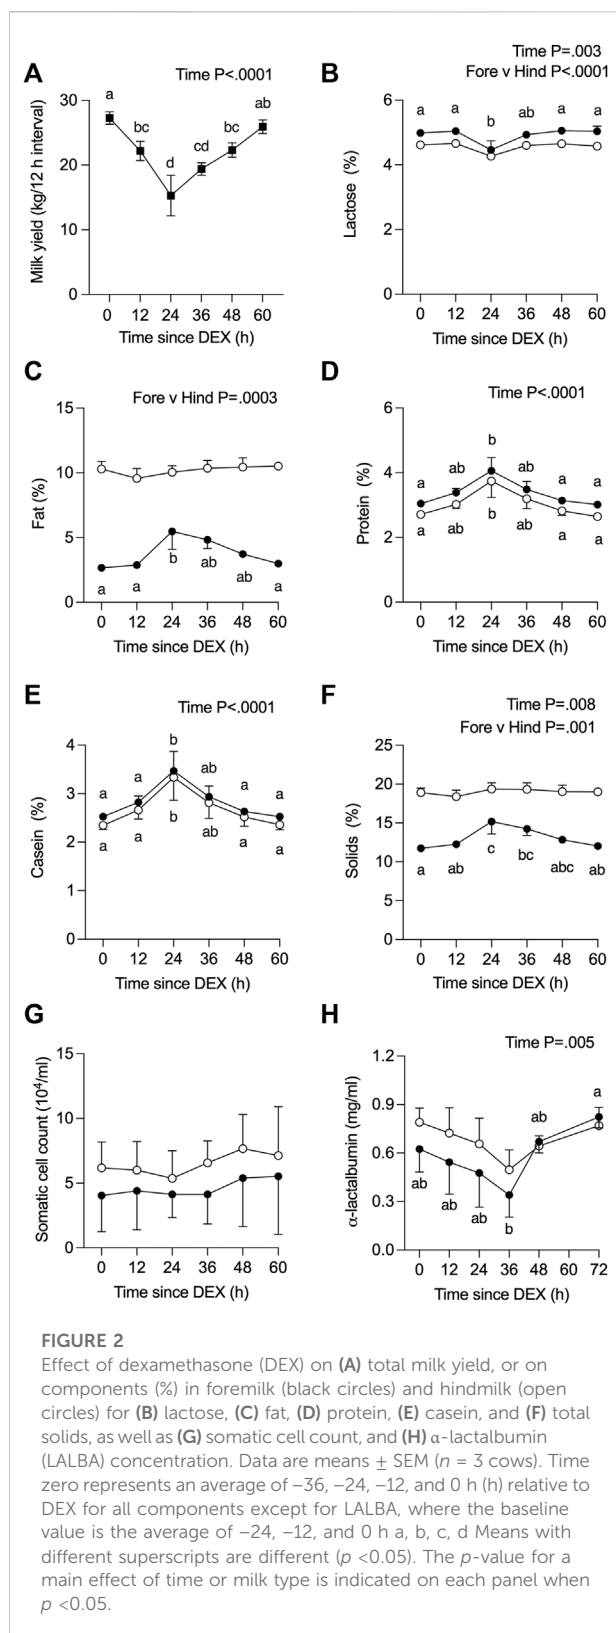 A
Time P<.0001
Milk yield (kg/12 h interval)
30
20
10
0
a
bc
d
cd
bc
ab
0 12 24 36 48 60
Time since DEX (h)
B
Time P=.003
Fore v Hind P<.0001
Lactose (%)
6
4
2
0
a a b ab a a
0 12 24 36 48 60
Time since DEX (h)
C
Fore v Hind P=.0003
Fat (%)
15
10
5
0
a a b ab ab a
0 12 24 36 48 60
Time since DEX (h)
D
Time P<.0001
Protein (%)
6
4
2
0
a ab b ab a a
a ab b ab a a
0 12 24 36 48 60
Time since DEX (h)
E
Time P<.0001
Casein (%)
4
3
2
1
0
a a b ab a a
a a b ab a a
0 12 24 36 48 60
Time since DEX (h)
F
Time P=.008
Fore v Hind P=.001
Solids (%)
25
20
15
10
5
0
a ab c bc abc ab
0 12 24 36 48 60
Time since DEX (h)
G
Somatic cell count (10⁴/ml)
15
10
5
0
0 12 24 36 48 60
Time since DEX (h)
H
Time P=.005
α-lactalbumin (mg/ml)
1.2
0.9
0.6
0.3
0.0
ab ab ab b ab a
0 12 24 36 48 72
Time since DEX (h)
FIGURE 2
Effect of dexamethasone (DEX) on (A) total milk yield, or on
components (%) in foremilk (black circles) and hindmilk (open
circles) for (B) lactose, (C) fat, (D) protein, (E) casein, and (F) total
solids, as well as (G) somatic cell count, and (H) α-lactalbumin
(LALBA) concentration. Data are means ± SEM (n = 3 cows). Time
zero represents an average of −36, −24, −12, and 0 h (h) relative to
DEX for all components except for LALBA, where the baseline
value is the average of −24, −12, and 0 h a, b, c, d Means with
different superscripts are different (p <0.05). The p-value for a
main effect of time or milk type is indicated on each panel when
p <0.05.